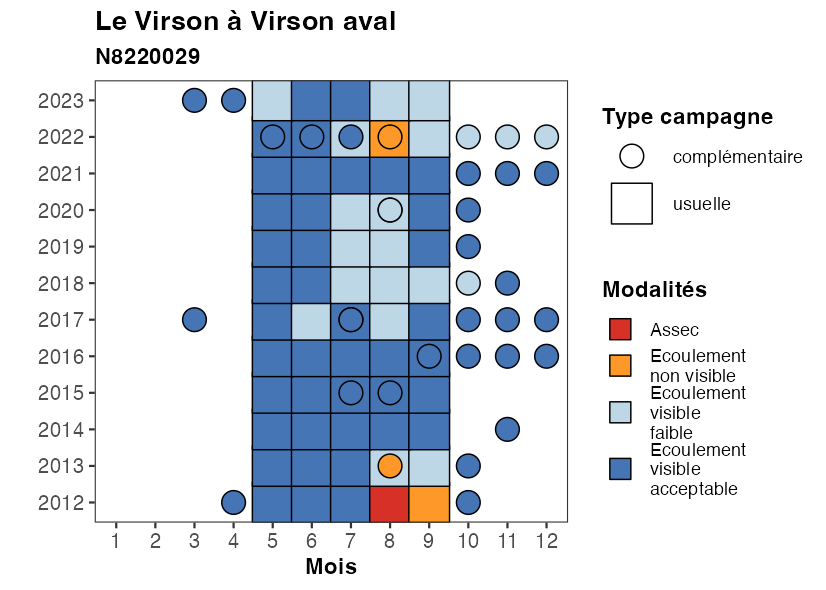 Le Virson à Virson aval
N8220029
2023
2022
2021
2020
2019
2018
2017
2016
2015
2014
2013
2012
1 2 3 4 5 6 7 8 9 10 11 12
Mois
Type campagne
complémentaire
usuelle
Modalités
Assec
Ecoulement
non visible
Ecoulement
visible
faible
Ecoulement
visible
acceptable